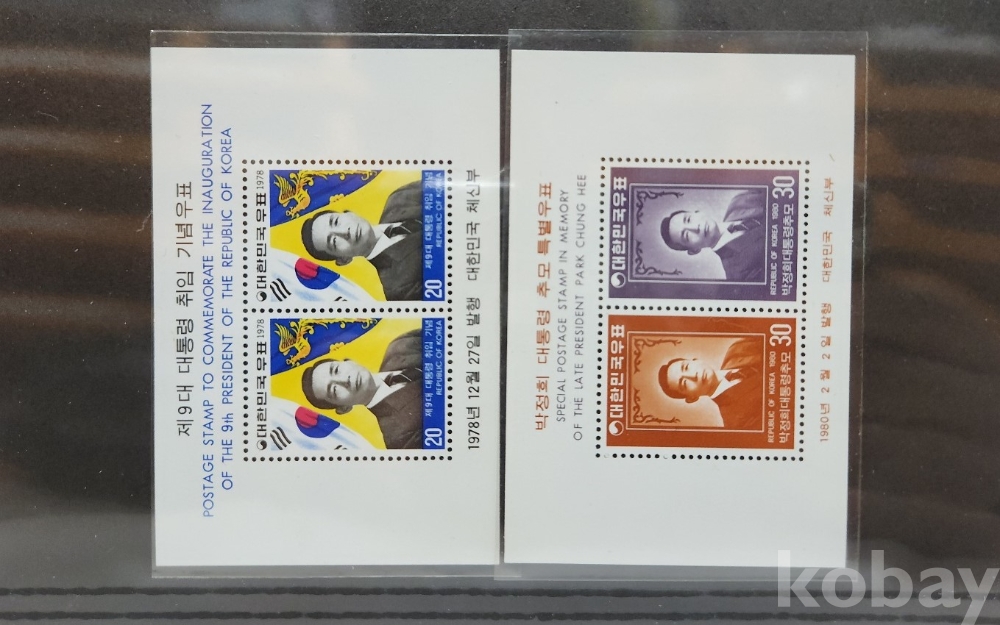 제9대 대통령 취임 기념우표
POSTAGE STAMP TO COMMEMORATE THE INAUGURATION
OF THE 9th PRESIDENT OF THE REPUBLIC OF KOREA
대한민국우표 1978
제9대 대통령 취임 기념
REPUBLIC OF KOREA
20
대한민국우표 1978
제9대 대통령 취임 기념
REPUBLIC OF KOREA
20
1978년 12월 27일 발행 대한민국 체신부
박정희 대통령 추모 특별우표
SPECIAL POSTAGE STAMP IN MEMORY
OF THE LATE PRESIDENT PARK CHUNG HEE
대한민국우표
REPUBLIC OF KOREA 1980
박정희대통령추모 30
대한민국우표
REPUBLIC OF KOREA 1980
박정희대통령추모 30
1980년 2월 2일 발행 대한민국 체신부
kobay